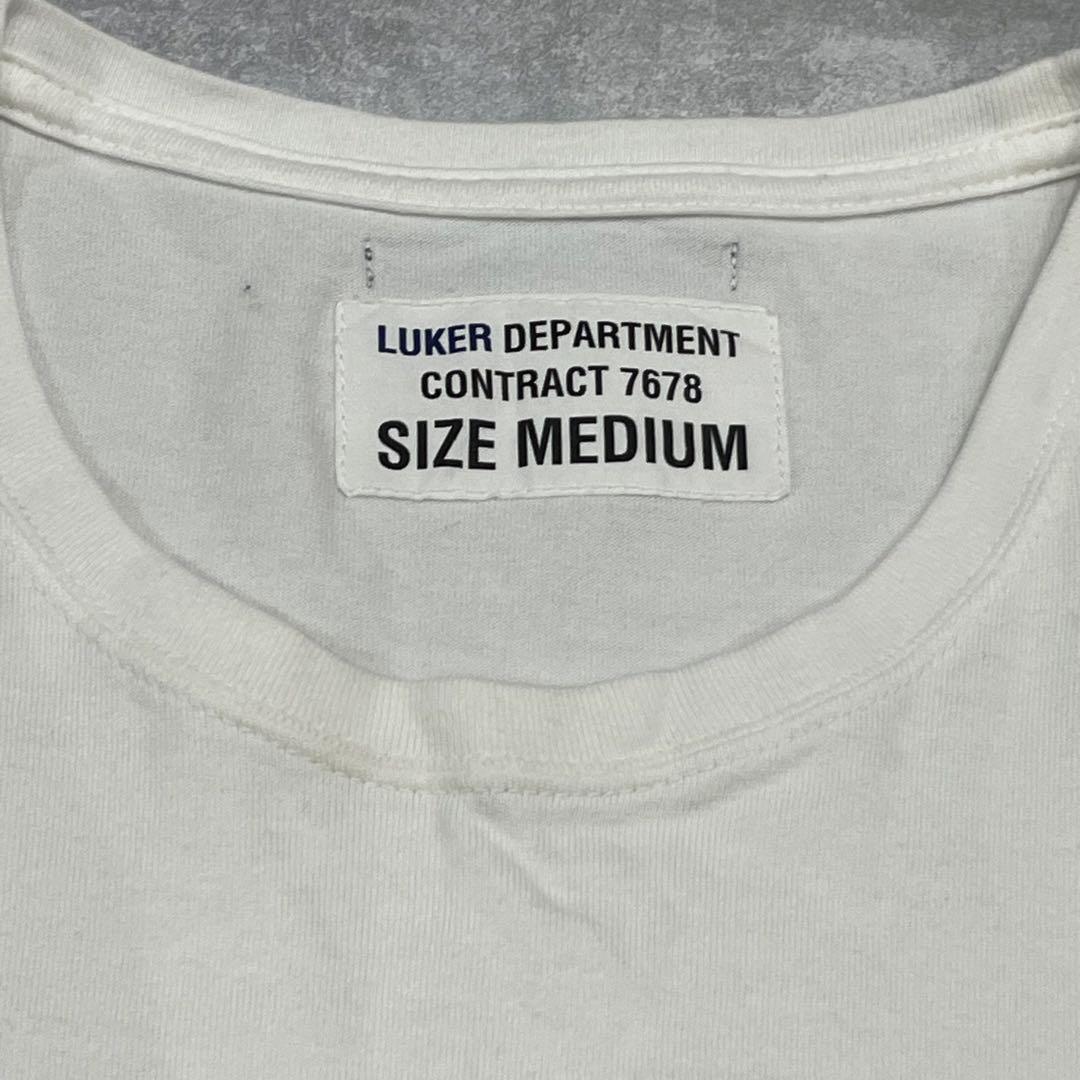 LUKER DEPARTMENT
CONTRACT 7678
SIZE MEDIUM